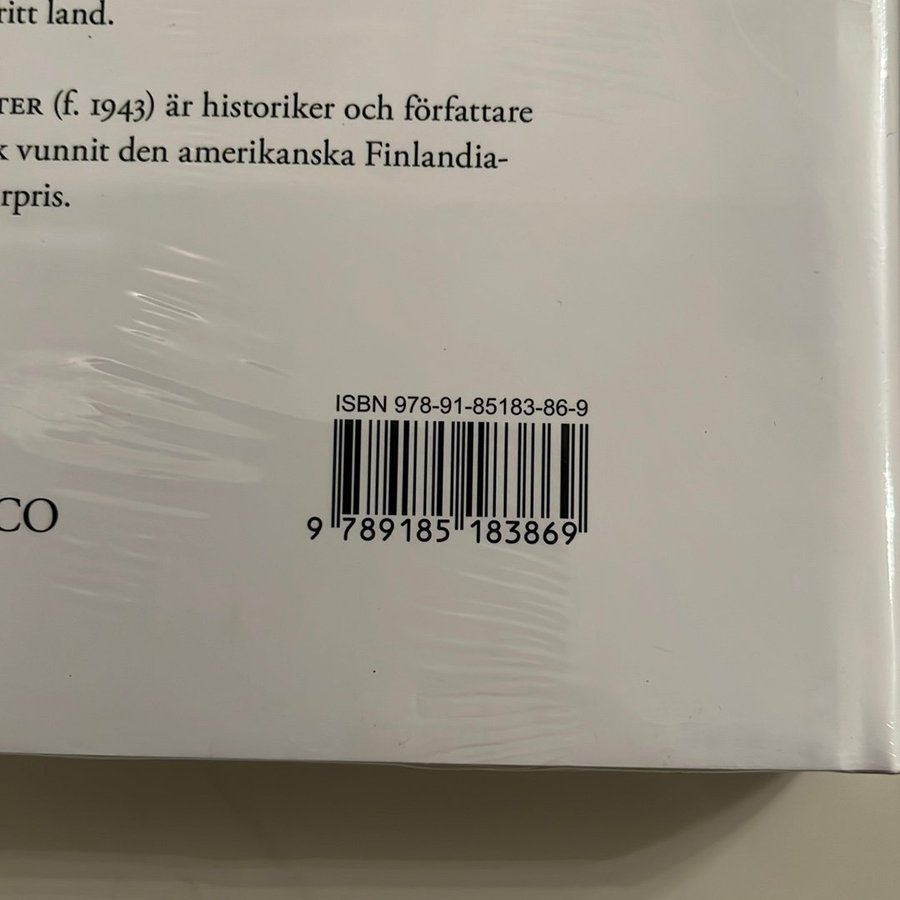 ritt land.
TER (f. 1943) är historiker och författare
k vunnit den amerikanska Finlandia-
rpris.
ISBN 978-91-85183-86-9
CO
9 789185 183869